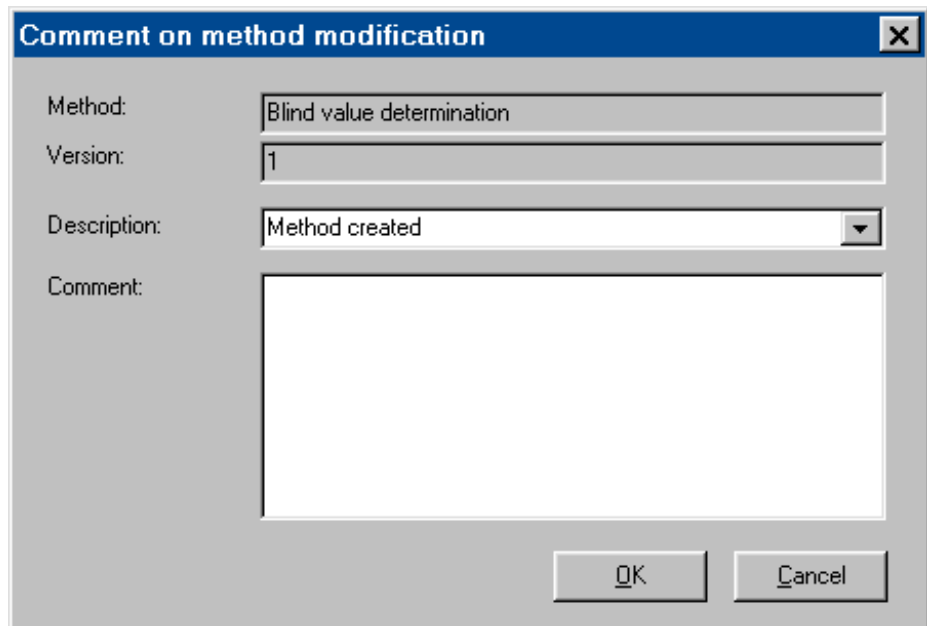 Comment on method modification
Method: Blind value determination
Version: 1
Description: Method created
Comment:
OK Cancel